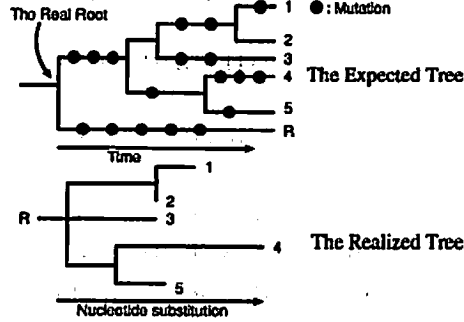 The Real Root
1
: Mutation
2
3
4
The Expected Tree
5
R
Time
1
2
R
3
4
The Realized Tree
5
Nucleotide substitution